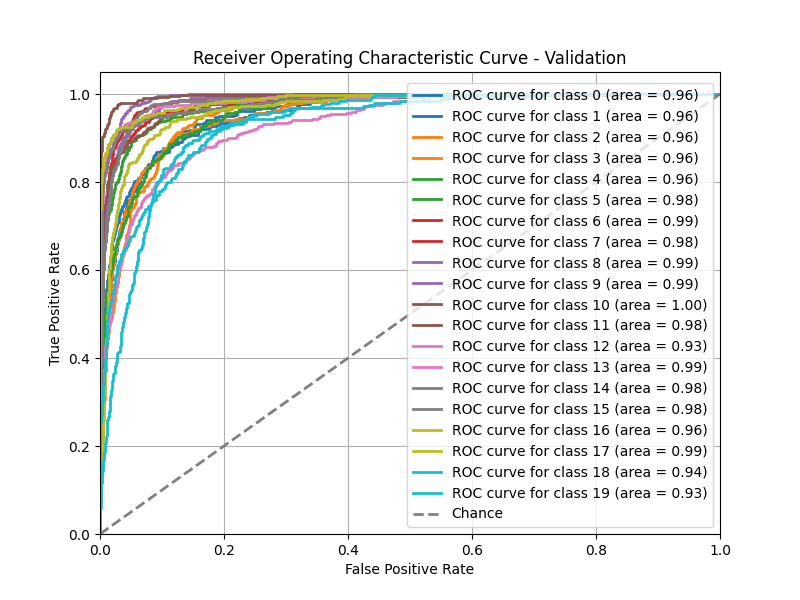 Receiver Operating Characteristic Curve - Validation
True Positive Rate
1.0
0.8
0.6
0.4
0.2
0.0
ROC curve for class 0 (area = 0.96)
ROC curve for class 1 (area = 0.96)
ROC curve for class 2 (area = 0.96)
ROC curve for class 3 (area = 0.96)
ROC curve for class 4 (area = 0.96)
ROC curve for class 5 (area = 0.98)
ROC curve for class 6 (area = 0.99)
ROC curve for class 7 (area = 0.98)
ROC curve for class 8 (area = 0.99)
ROC curve for class 9 (area = 0.99)
ROC curve for class 10 (area = 1.00)
ROC curve for class 11 (area = 0.98)
ROC curve for class 12 (area = 0.93)
ROC curve for class 13 (area = 0.99)
ROC curve for class 14 (area = 0.98)
ROC curve for class 15 (area = 0.98)
ROC curve for class 16 (area = 0.96)
ROC curve for class 17 (area = 0.99)
ROC curve for class 18 (area = 0.94)
ROC curve for class 19 (area = 0.93)
Chance
0.0 0.2 0.4 0.6 0.8 1.0
False Positive Rate